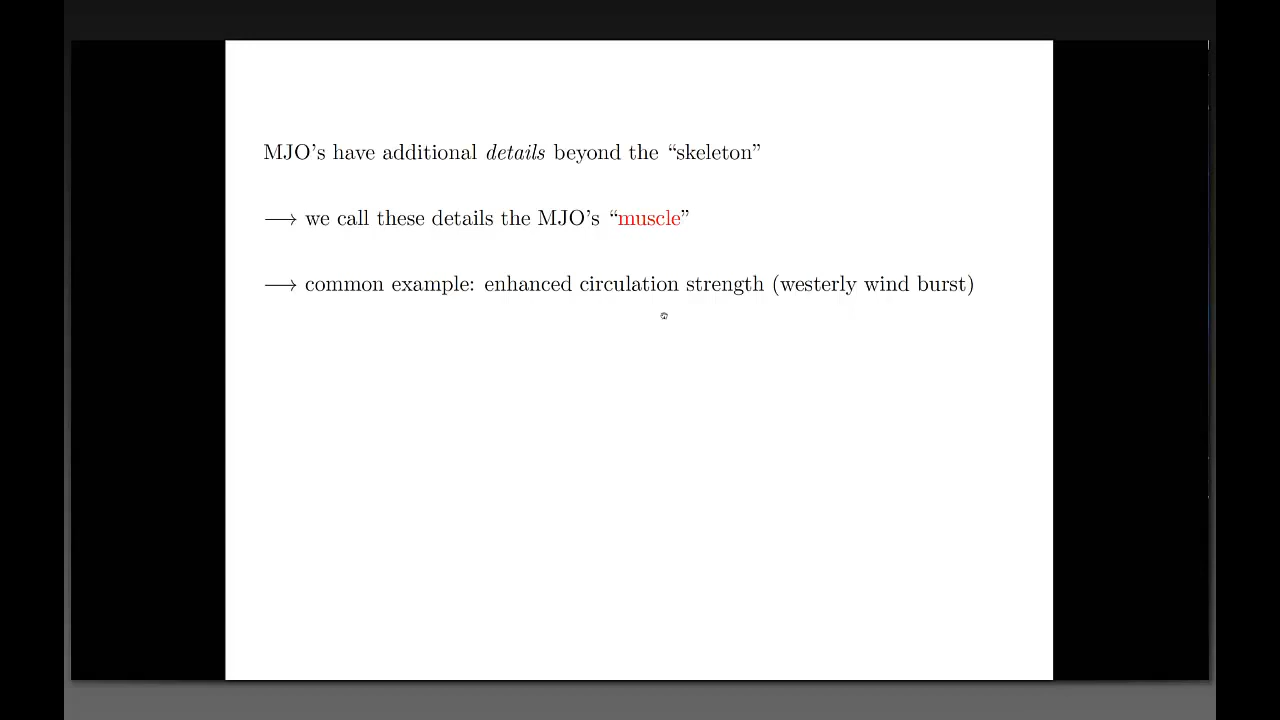 MJO’s have additional details beyond the “skeleton”
⟶ we call these details the MJO’s “muscle”
⟶ common example: enhanced circulation strength (westerly wind burst)